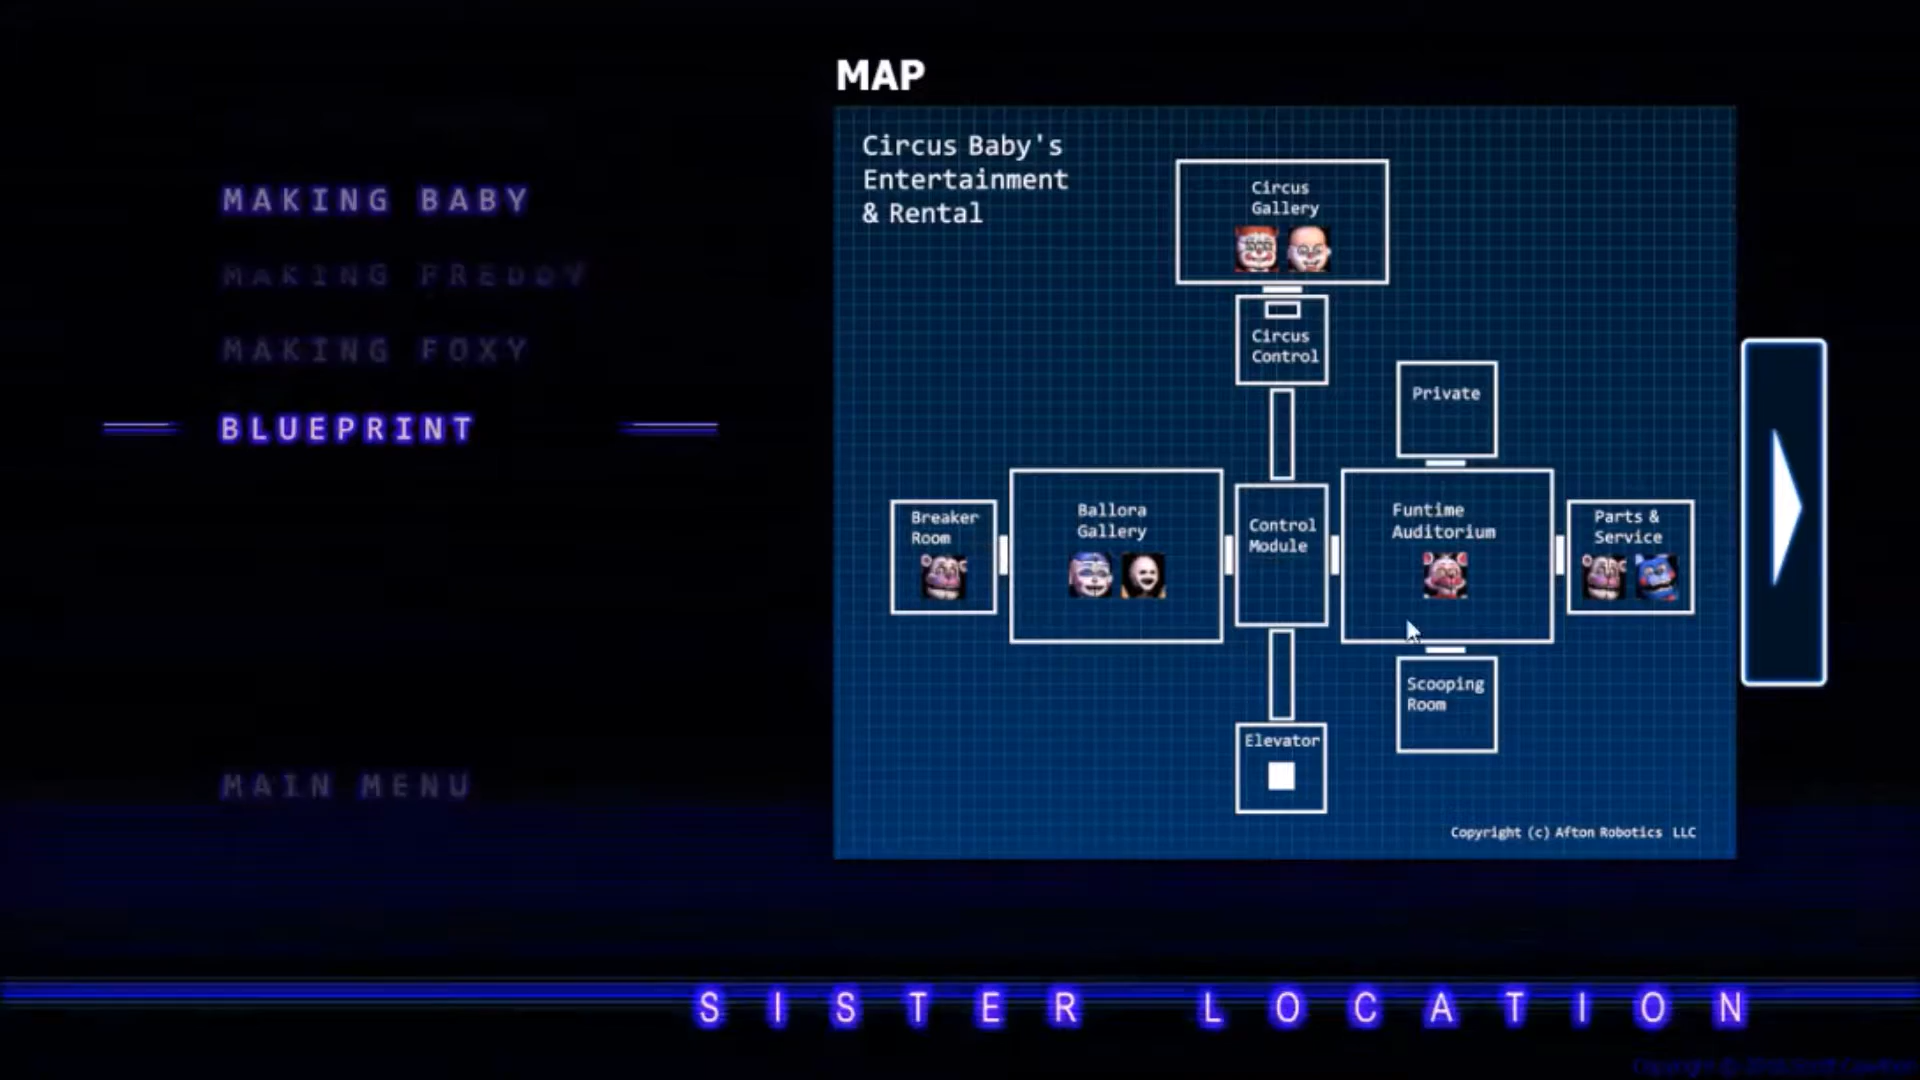 MAP
Circus Baby's
Entertainment
& Rental
Circus
Gallery
Circus
Control
Private
Breaker
Room
Ballora
Gallery
Control
Module
Funtime
Auditorium
Parts &
Service
Scooping
Room
Elevator
Copyright (c) Afton Robotics LLC
MAKING BABY
MAKING FREDDY
MAKING FOXY
BLUEPRINT
MAIN MENU
SISTER LOCATION